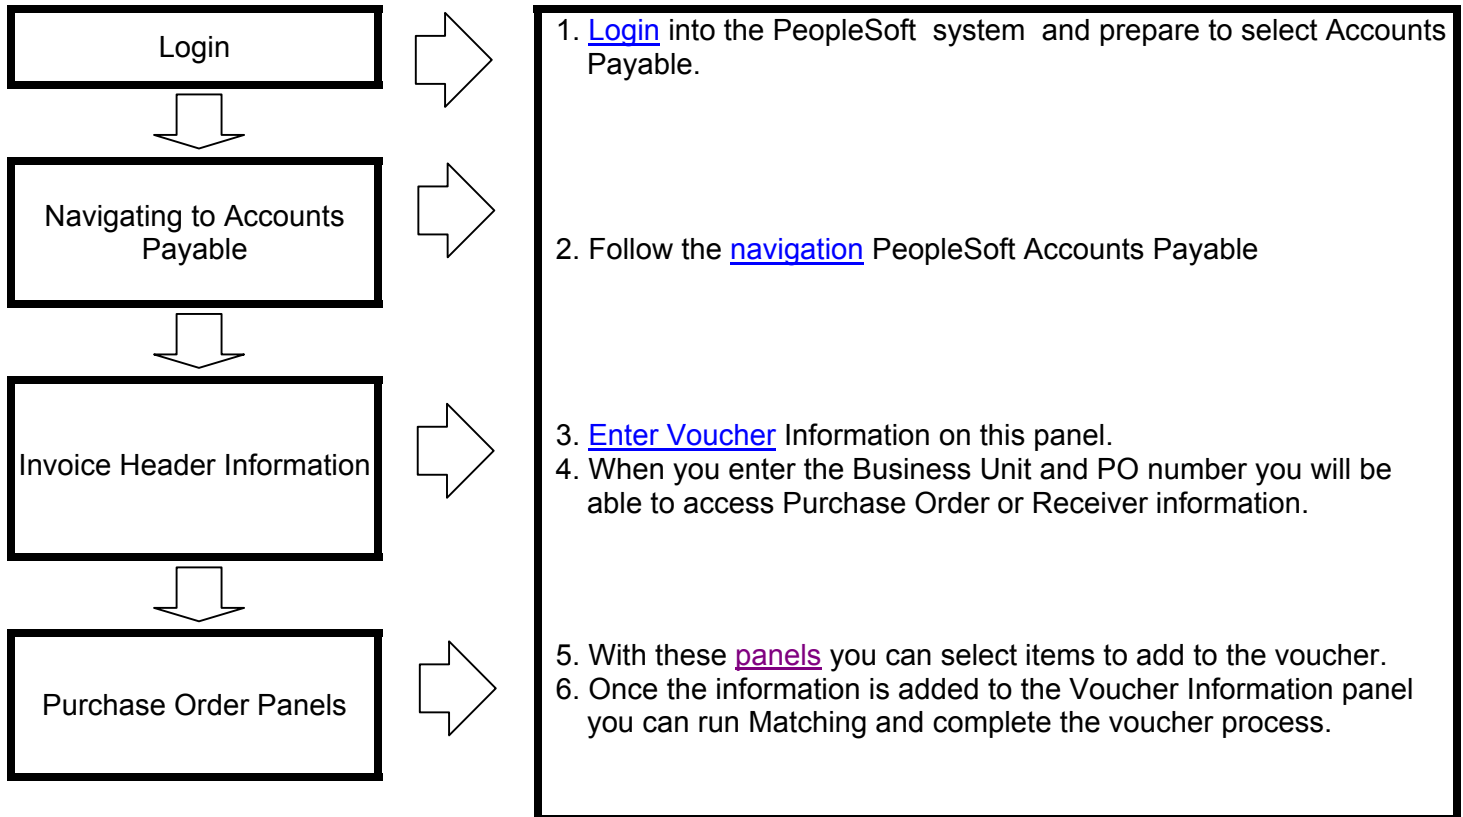 Login
1. Login into the PeopleSoft  system  and prepare to select Accounts
Payable.
Navigating to Accounts
Payable
2. Follow the navigation PeopleSoft Accounts Payable
Invoice Header Information
3. Enter Voucher Information on this panel.
4. When you enter the Business Unit and PO number you will be
able to access Purchase Order or Receiver information.
Purchase Order Panels
5. With these panels you can select items to add to the voucher.
6. Once the information is added to the Voucher Information panel
you can run Matching and complete the voucher process.